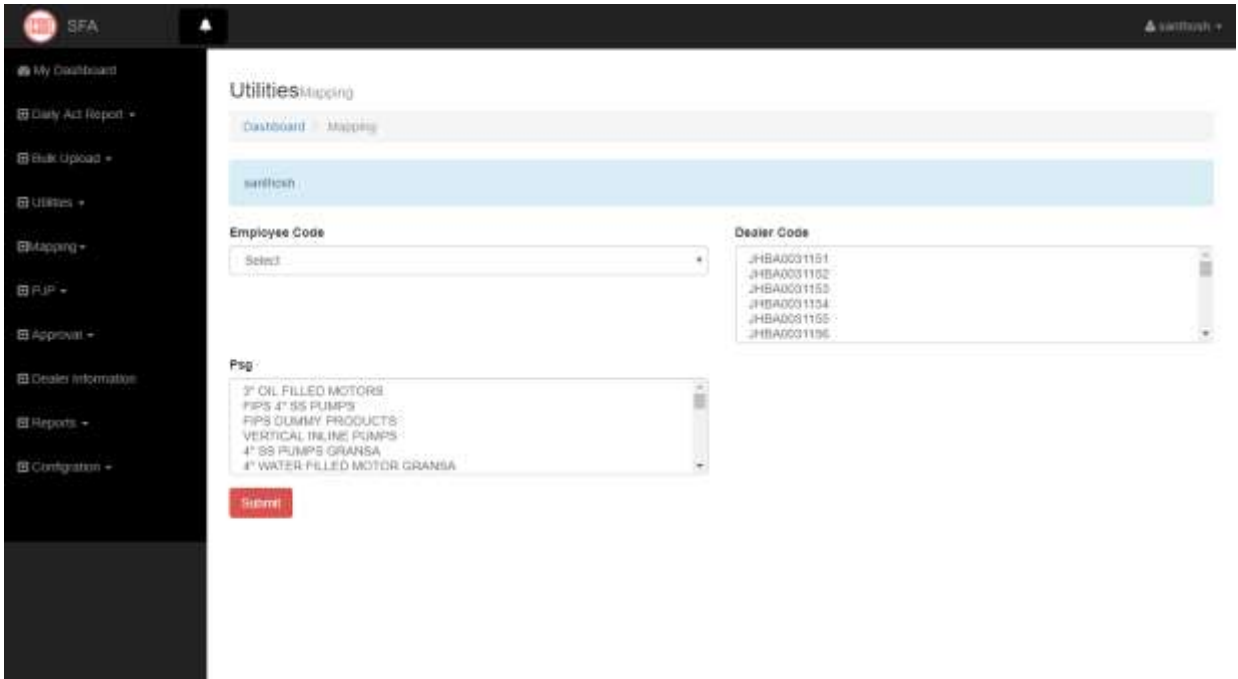 SFA
santhosh
My Dashboard
Daily Act Report
Bulk Upload
Utilities
Mapping
PJP
Approval
Dealer Information
Reports
Configration
Utilities Mapping
Dashboard / Mapping
santhosh
Employee Code
Select
Dealer Code
JHBA0031151
JHBA0031152
JHBA0031153
JHBA0031154
JHBA0031155
JHBA0031156
Psg
3" OIL FILLED MOTORS
FIPS 4" SS PUMPS
FIPS DUMMY PRODUCTS
VERTICAL INLINE PUMPS
4" SS PUMPS GRANSA
4" WATER FILLED MOTOR GRANSA
Submit